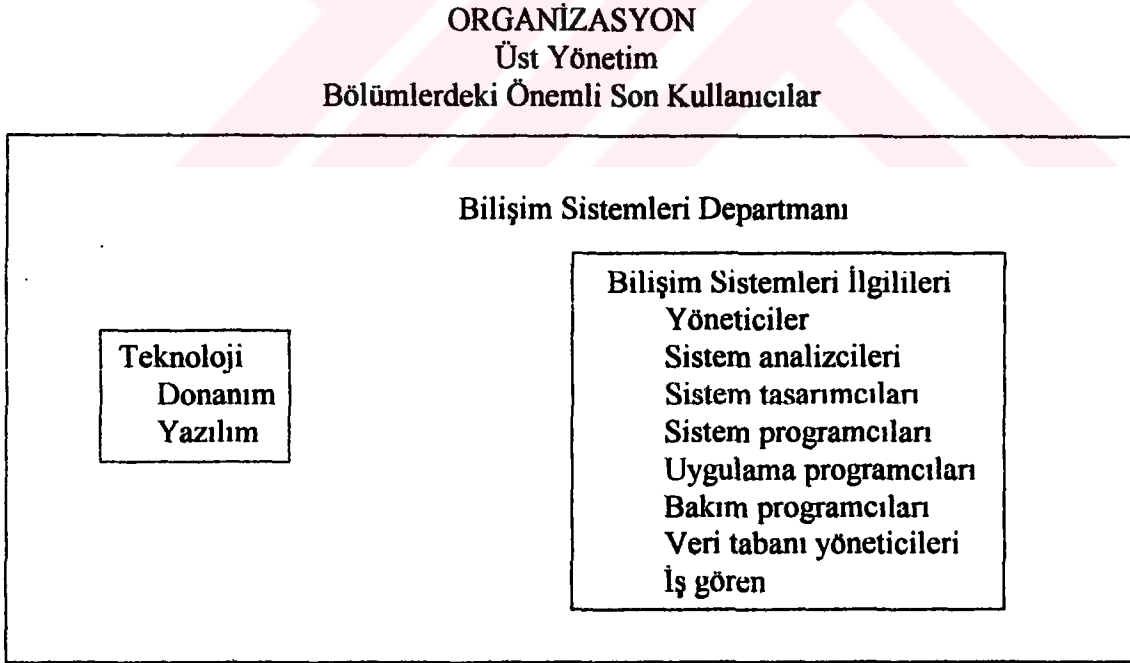 ORGANİZASYON
Üst Yönetim
Bölümlerdeki Önemli Son Kullanıcılar
Bilişim Sistemleri Departmanı
Teknoloji
Donanım
Yazılım
Bilişim Sistemleri İlgilileri
Yöneticiler
Sistem analizcileri
Sistem tasarımcıları
Sistem programcıları
Uygulama programcıları
Bakım programcıları
Veri tabanı yöneticileri
İş gören